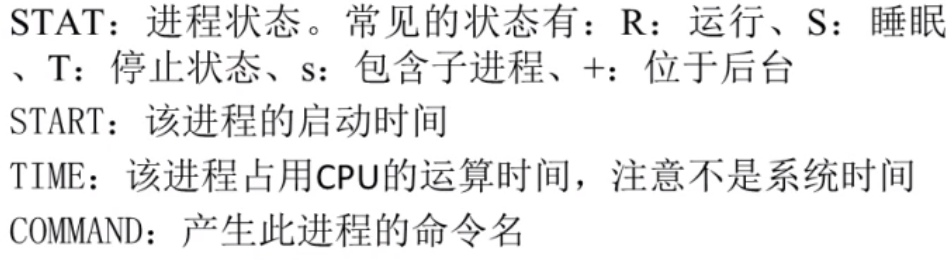 STAT：进程状态。常见的状态有：R：运行、S：睡眠
、T：停止状态、s：包含子进程、+：位于后台
START：该进程的启动时间
TIME：该进程占用CPU的运算时间，注意不是系统时间
COMMAND：产生此进程的命令名